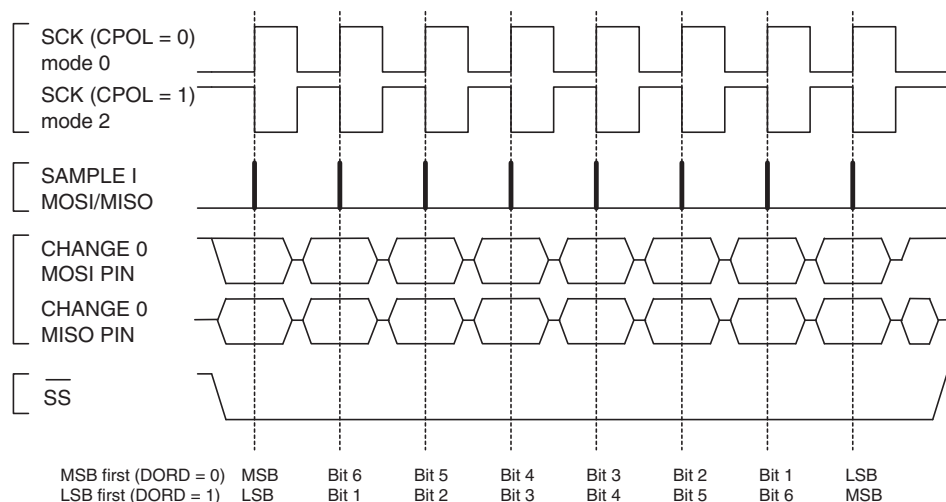 SCK (CPOL = 0)
mode 0
SCK (CPOL = 1)
mode 2
SAMPLE I
MOSI/MISO
CHANGE 0
MOSI PIN
CHANGE 0
MISO PIN
SS
MSB first (DORD = 0) MSB Bit 6 Bit 5 Bit 4 Bit 3 Bit 2 Bit 1 LSB
LSB first (DORD = 1) LSB Bit 1 Bit 2 Bit 3 Bit 4 Bit 5 Bit 6 MSB